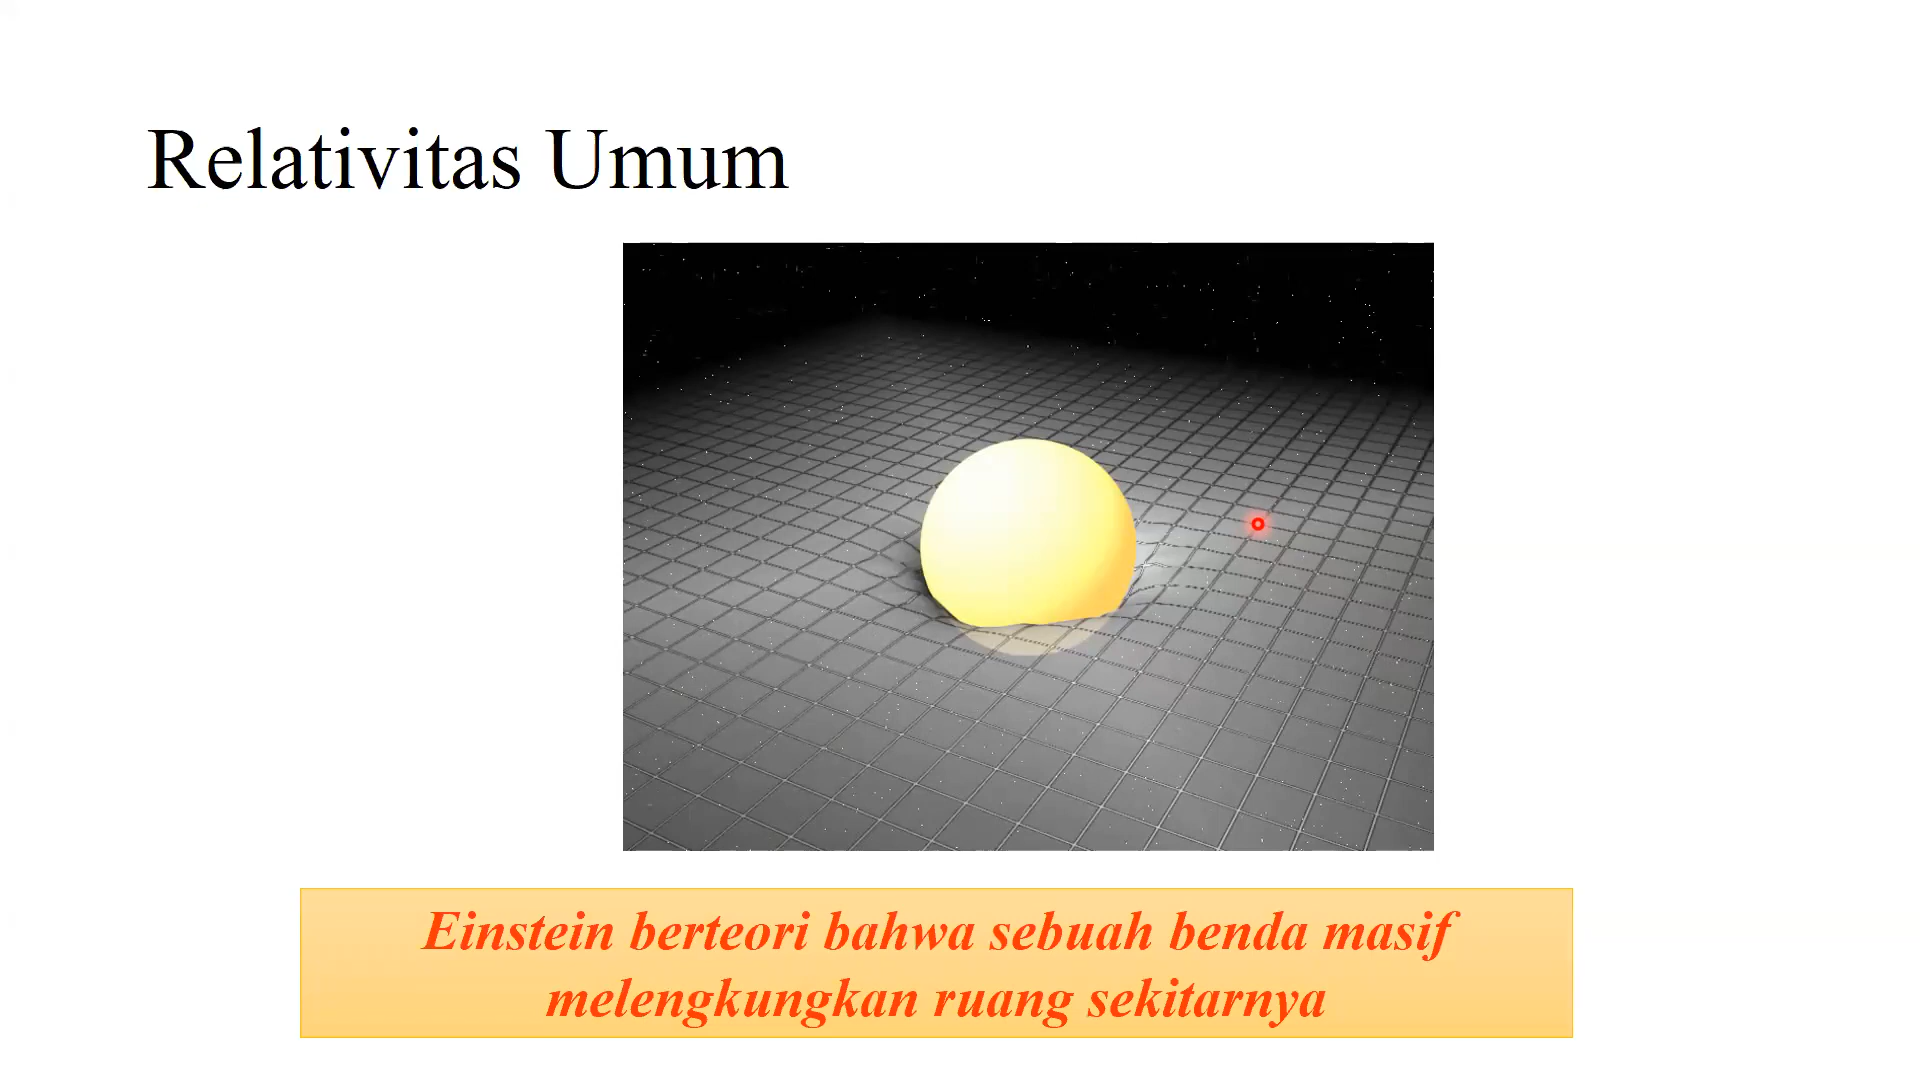 Relativitas Umum
Einstein berteori bahwa sebuah benda masif
melengkungkan ruang sekitarnya